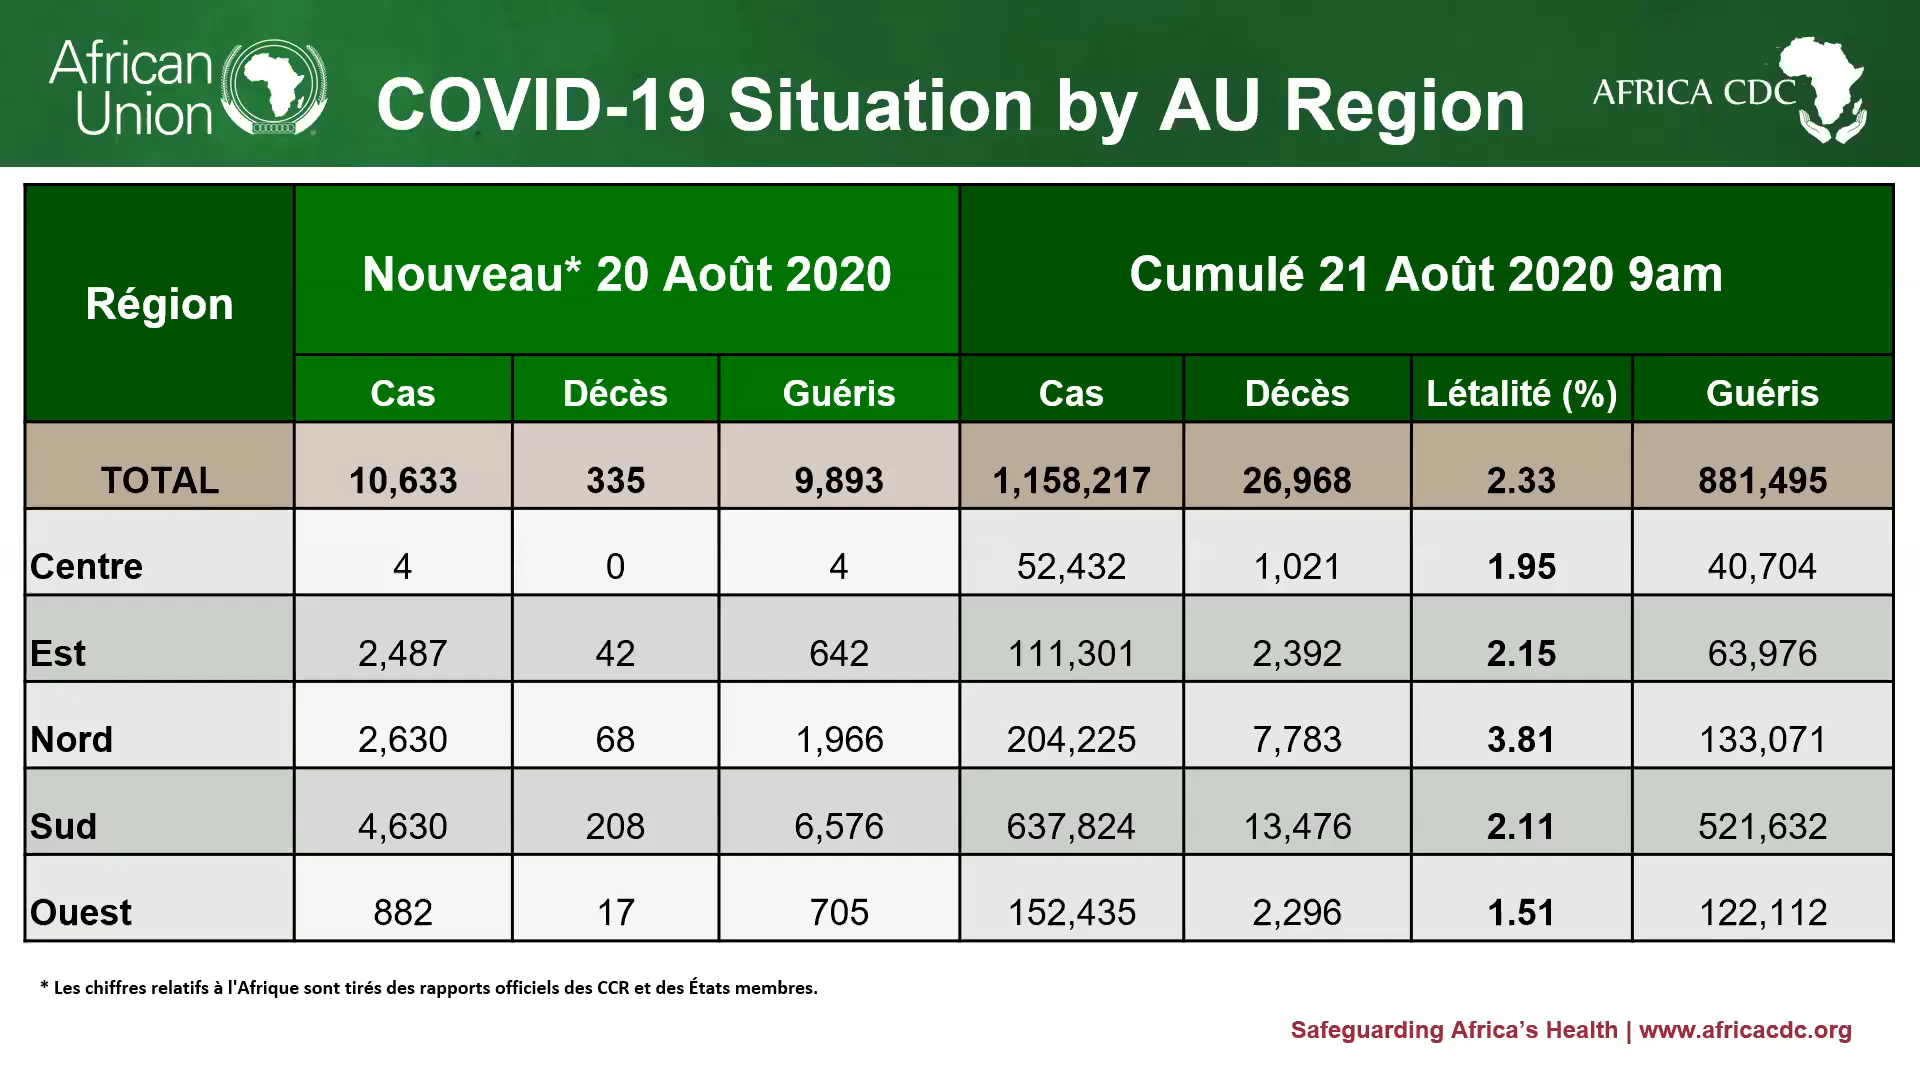 African
Union
COVID-19 Situation by AU Region
AFRICA CDC
Région
Nouveau* 20 Août 2020
Cumulé 21 Août 2020 9am
Cas Décès Guéris Cas Décès Létalité (%) Guéris
TOTAL 10,633 335 9,893 1,158,217 26,968 2.33 881,495
Centre 4 0 4 52,432 1,021 1.95 40,704
Est 2,487 42 642 111,301 2,392 2.15 63,976
Nord 2,630 68 1,966 204,225 7,783 3.81 133,071
Sud 4,630 208 6,576 637,824 13,476 2.11 521,632
Ouest 882 17 705 152,435 2,296 1.51 122,112
* Les chiffres relatifs à l'Afrique sont tirés des rapports officiels des CCR et des États membres.
Safeguarding Africa’s Health | www.africacdc.org